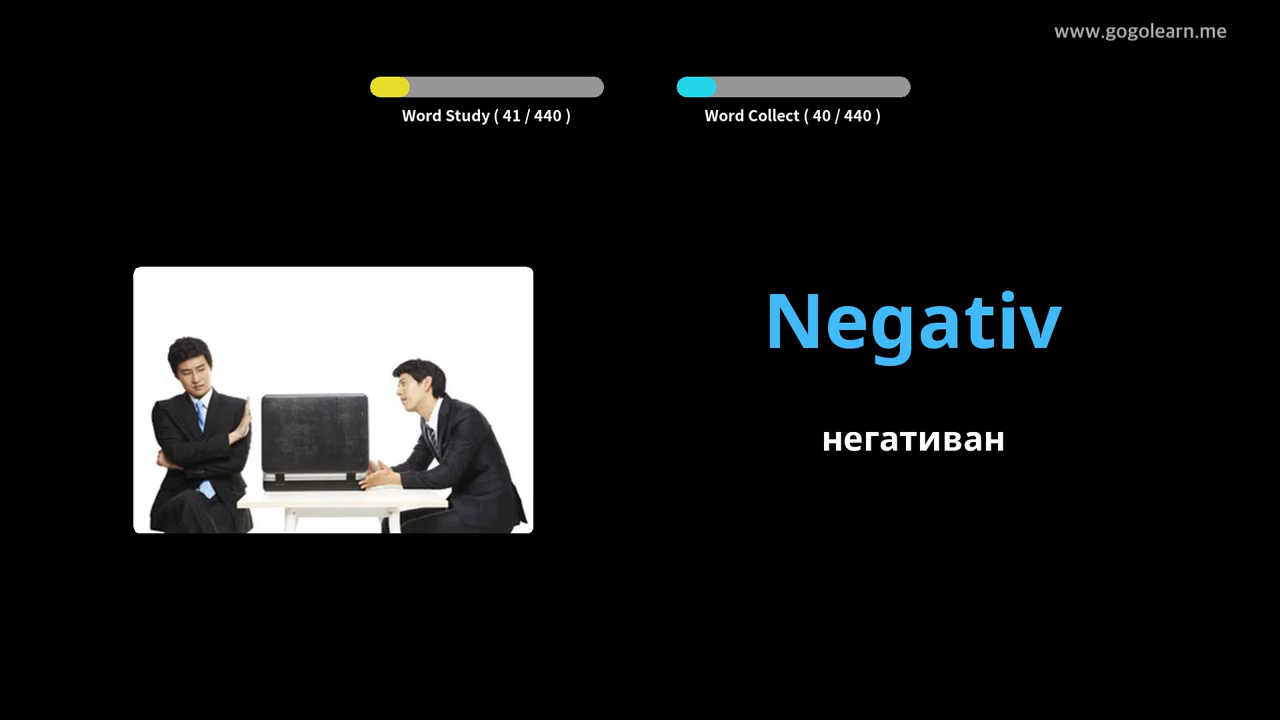 www.gogolearn.me
Word Study ( 41 / 440 )
Word Collect ( 40 / 440 )
Negativ
негативан